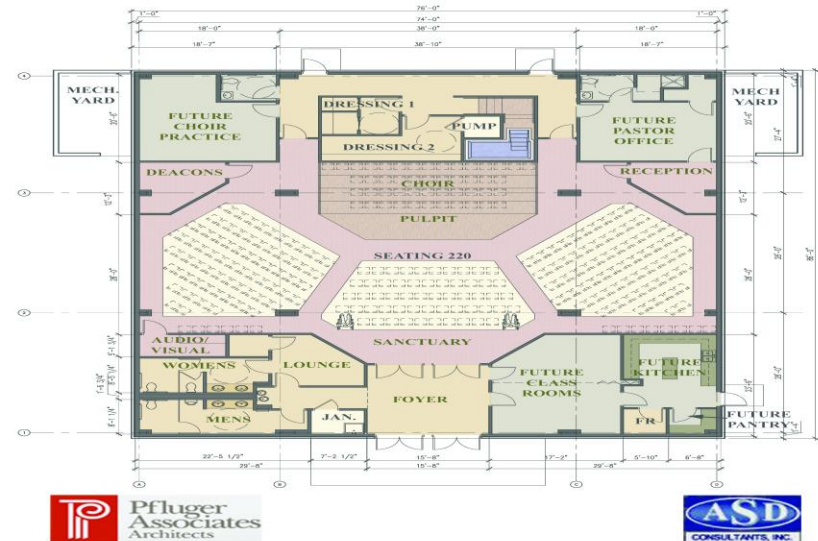 76'-0"
1'-0" 74'-0" 1'-0"
18'-0" 38'-0" 18'-0"
18'-7" 38'-10" 18'-7"
MECH.
YARD
FUTURE
CHOIR
PRACTICE
DRESSING 1
PUMP
DRESSING 2
FUTURE
PASTOR
OFFICE
MECH
YARD
DEACONS
CHOIR
RECEPTION
PULPIT
SEATING 220
AUDIO/
VISUAL
SANCTUARY
WOMENS
LOUNGE
FUTURE
CLASS
ROOMS
FUTURE
KITCHEN
FOYER
MENS
JAN.
FR
FUTURE
PANTRY
22'-5 1/2" 7'-2 1/2" 15'-8" 17'-2" 5'-10" 6'-8"
29'-8" 15'-8" 29'-8"
A B C D
Pfluger
Associates
Architects
ASD
CONSULTANTS, INC.